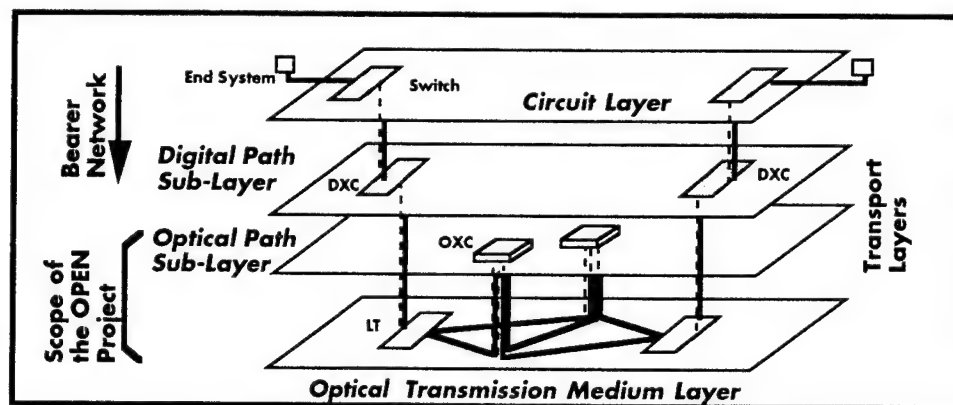 End System
Switch
Circuit Layer
Bearer
Network
Digital Path
Sub-Layer
DXC
DXC
Optical Path
Sub-Layer
OXC
Transport
Layers
Scope of
the OPEN
Project
LT
Optical Transmission Medium Layer